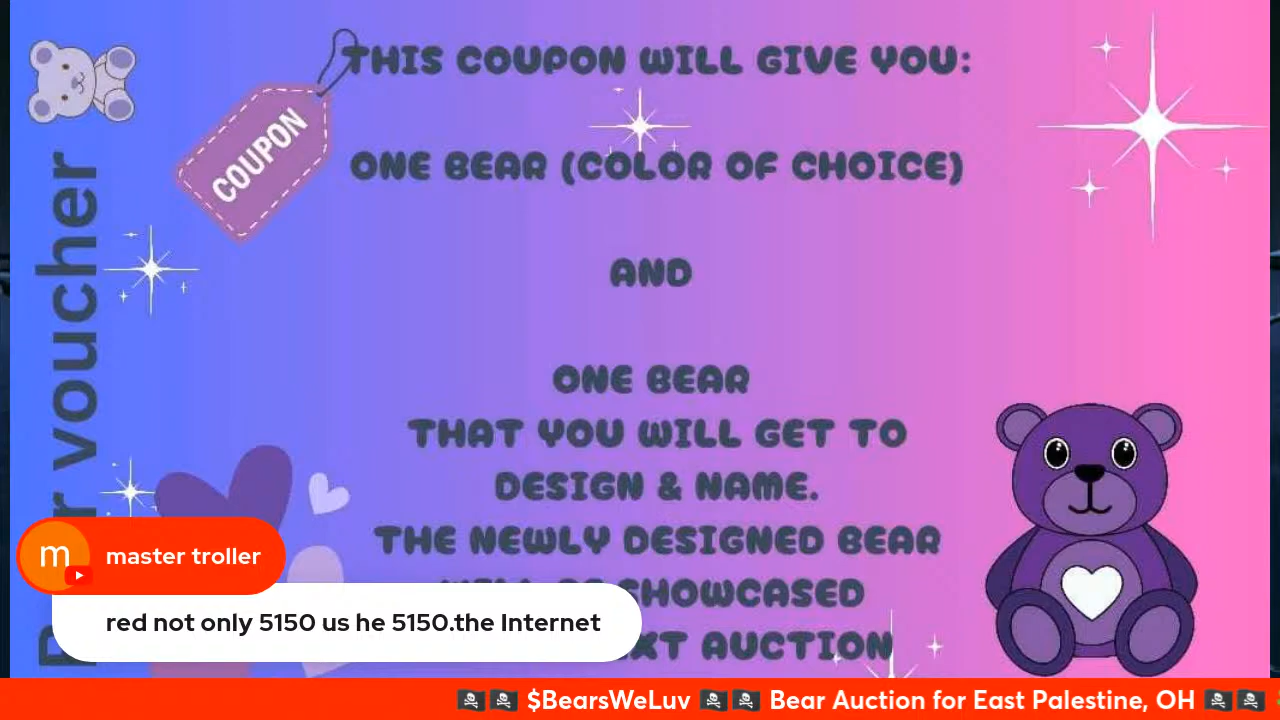 THIS COUPON WILL GIVE YOU:
COUPON
ONE BEAR (COLOR OF CHOICE)
AND
ONE BEAR
THAT YOU WILL GET TO
DESIGN & NAME.
THE NEWLY DESIGNED BEAR
SHOWCASED
AUCTION
voucher
m
master troller
red not only 5150 us he 5150.the Internet
🏴‍☠️🏴‍☠️ $BearsWeLuv 🏴‍☠️🏴‍☠️ Bear Auction for East Palestine, OH 🏴‍☠️🏴‍☠️